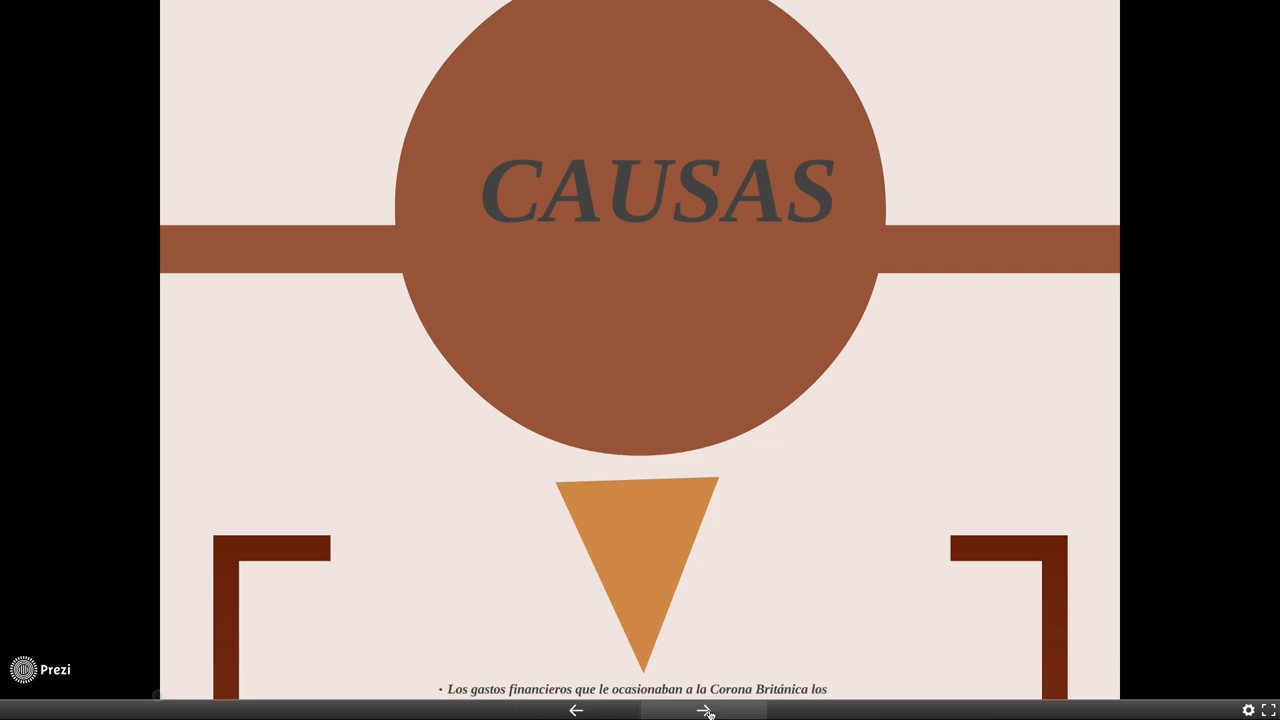 CAUSAS
Prezi
• Los gastos financieros que le ocasionaban a la Corona Británica los